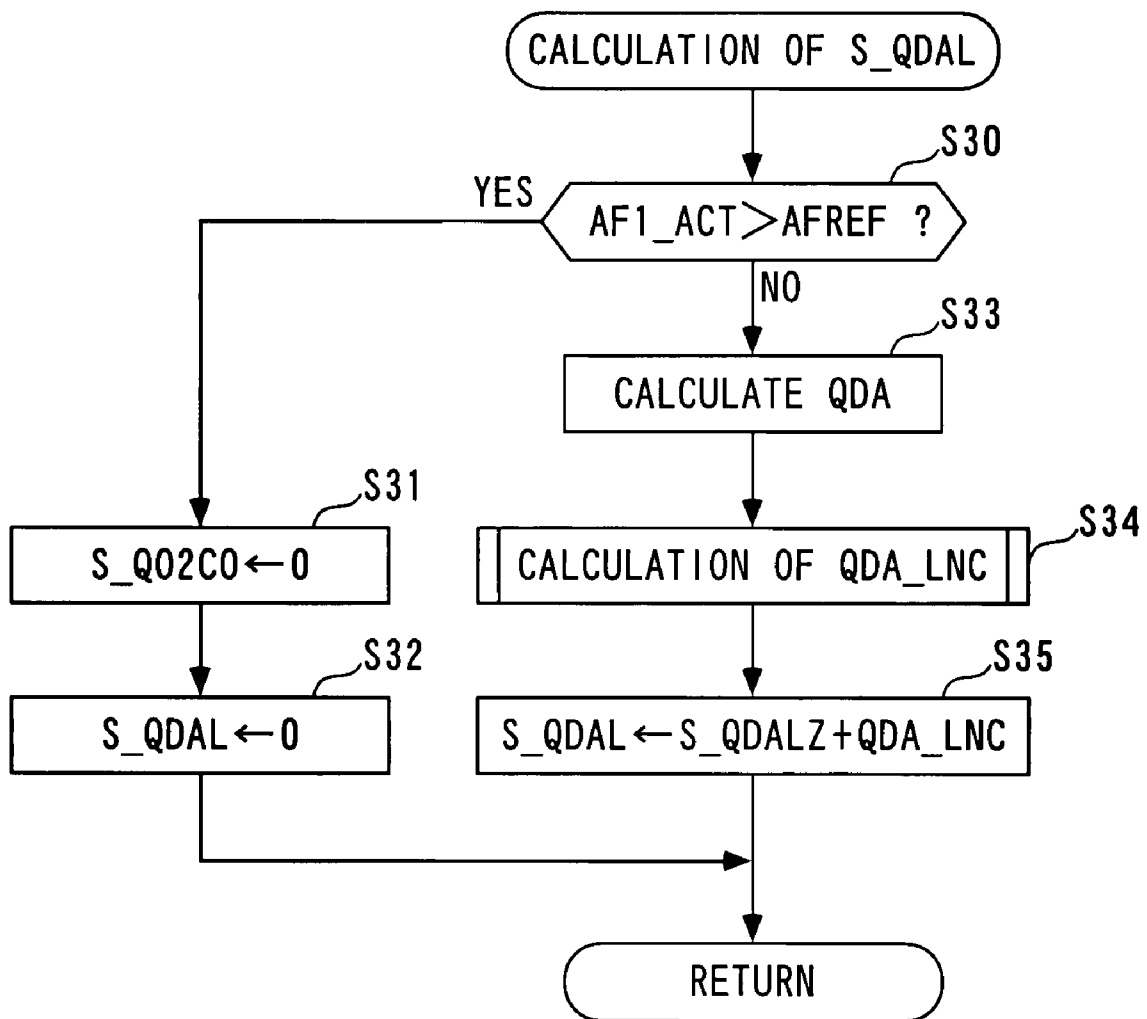 CALCULATION OF S_QDAL
S30
YES
AF1_ACT>AFREF ?
NO
S33
CALCULATE QDA
S31
S_QO2CO←0
S34
CALCULATION OF QDA_LNC
S32
S_QDAL←0
S35
S_QDAL←S_QDALZ+QDA_LNC
RETURN